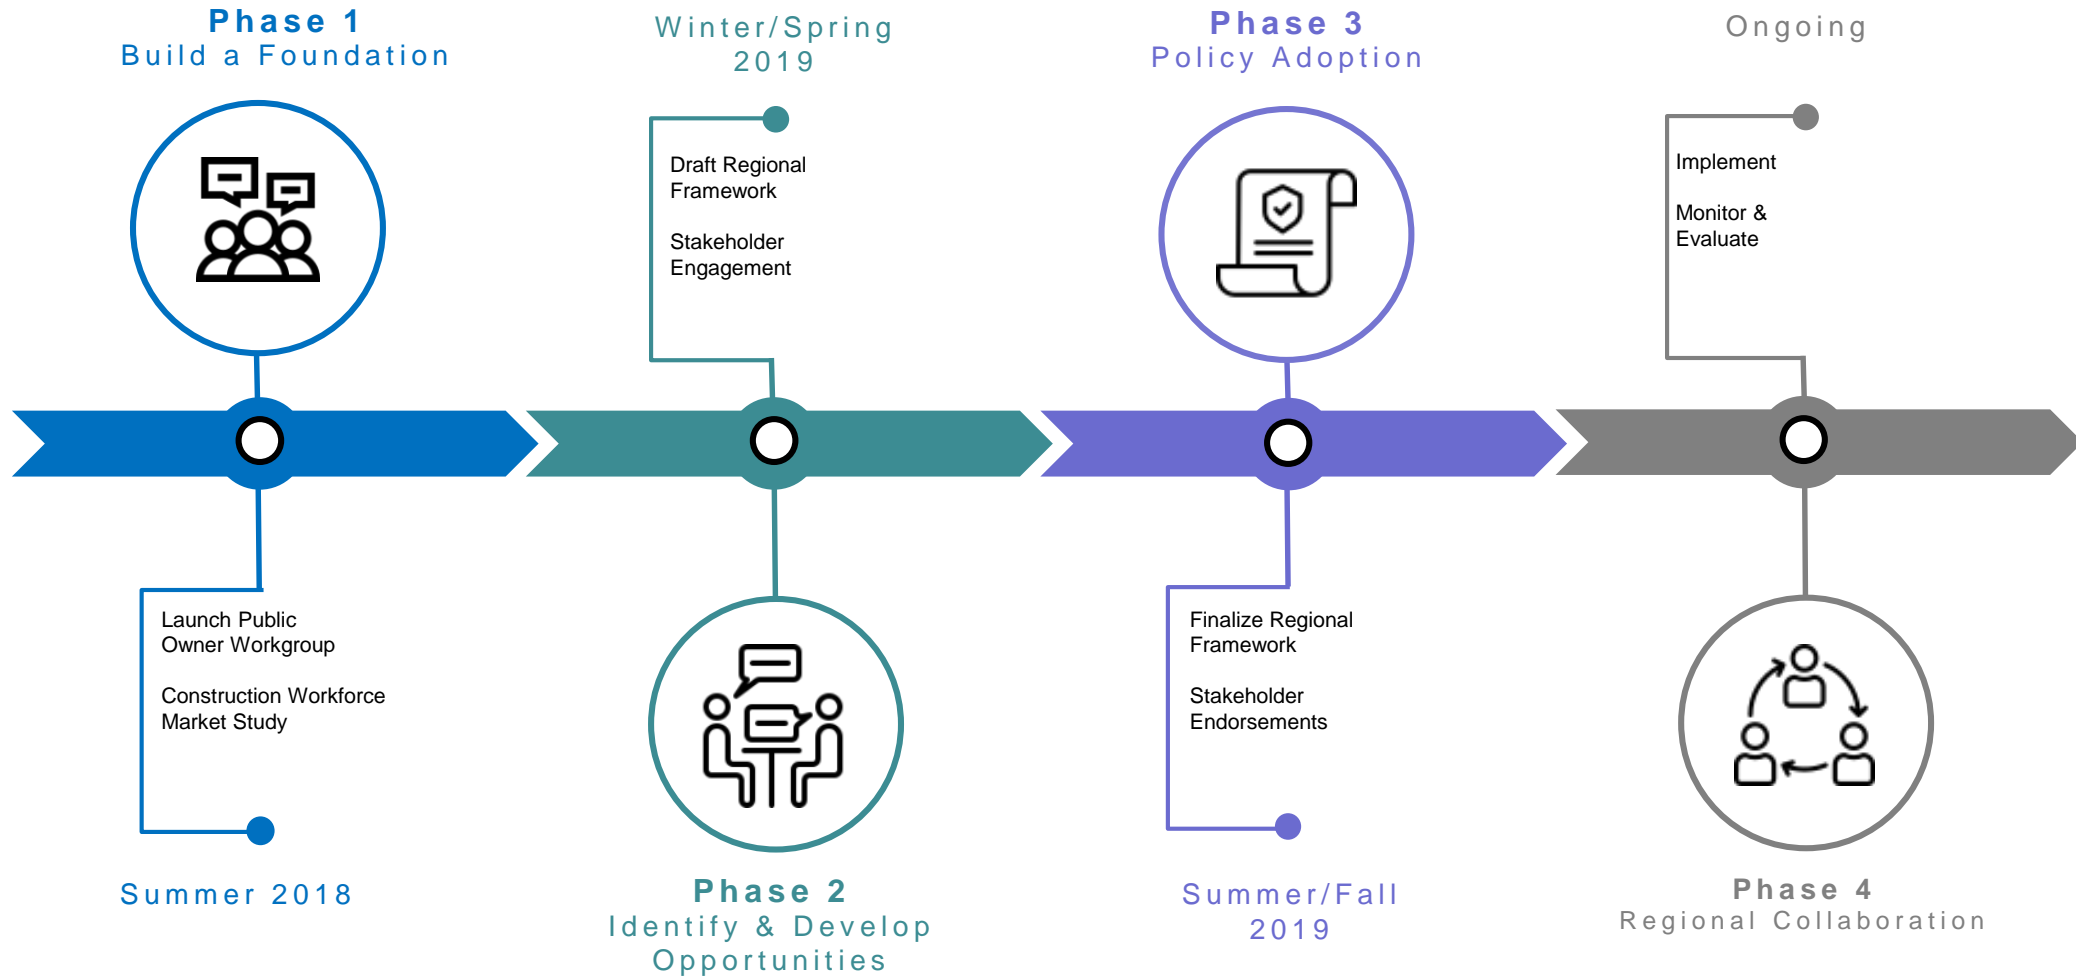 Phase 1
Build a Foundation
Launch Public
Owner Workgroup
Construction Workforce
Market Study
Summer 2018
Winter/Spring
2019
Draft Regional
Framework
Stakeholder
Engagement
Phase 2
Identify & Develop
Opportunities
Phase 3
Policy Adoption
Finalize Regional
Framework
Stakeholder
Endorsements
Summer/Fall
2019
Ongoing
Implement
Monitor &
Evaluate
Phase 4
Regional Collaboration